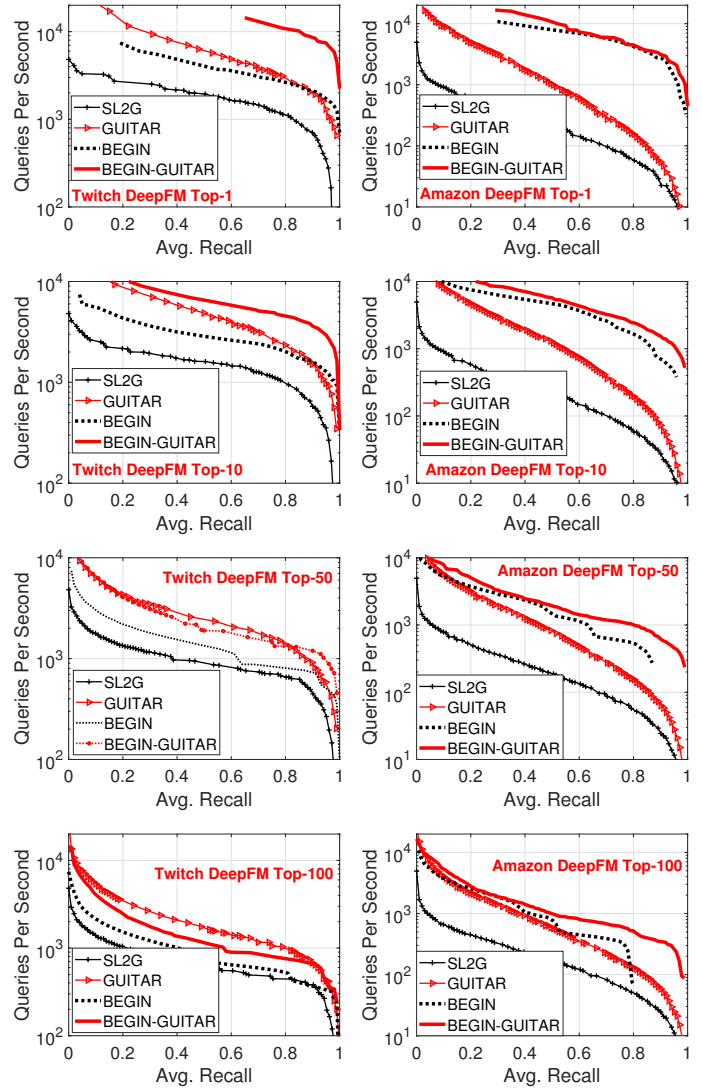 Queries Per Second
10^4
10^3
10^2
SL2G
GUITAR
BEGIN
BEGIN-GUITAR
Twitch DeepFM Top-1
0 0.2 0.4 0.6 0.8 1
Avg. Recall
Queries Per Second
10^4
10^3
10^2
10^1
SL2G
GUITAR
BEGIN
BEGIN-GUITAR
Amazon DeepFM Top-1
0 0.2 0.4 0.6 0.8 1
Avg. Recall
Queries Per Second
10^4
10^3
10^2
SL2G
GUITAR
BEGIN
BEGIN-GUITAR
Twitch DeepFM Top-10
0 0.2 0.4 0.6 0.8 1
Avg. Recall
Queries Per Second
10^4
10^3
10^2
10^1
SL2G
GUITAR
BEGIN
BEGIN-GUITAR
Amazon DeepFM Top-10
0 0.2 0.4 0.6 0.8 1
Avg. Recall
Queries Per Second
10^4
10^3
10^2
Twitch DeepFM Top-50
SL2G
GUITAR
BEGIN
BEGIN-GUITAR
0 0.2 0.4 0.6 0.8 1
Avg. Recall
Queries Per Second
10^4
10^3
10^2
10^1
Amazon DeepFM Top-50
SL2G
GUITAR
BEGIN
BEGIN-GUITAR
0 0.2 0.4 0.6 0.8 1
Avg. Recall
Queries Per Second
10^4
10^3
10^2
Twitch DeepFM Top-100
SL2G
GUITAR
BEGIN
BEGIN-GUITAR
0 0.2 0.4 0.6 0.8 1
Avg. Recall
Queries Per Second
10^4
10^3
10^2
10^1
Amazon DeepFM Top-100
SL2G
GUITAR
BEGIN
BEGIN-GUITAR
0 0.2 0.4 0.6 0.8 1
Avg. Recall